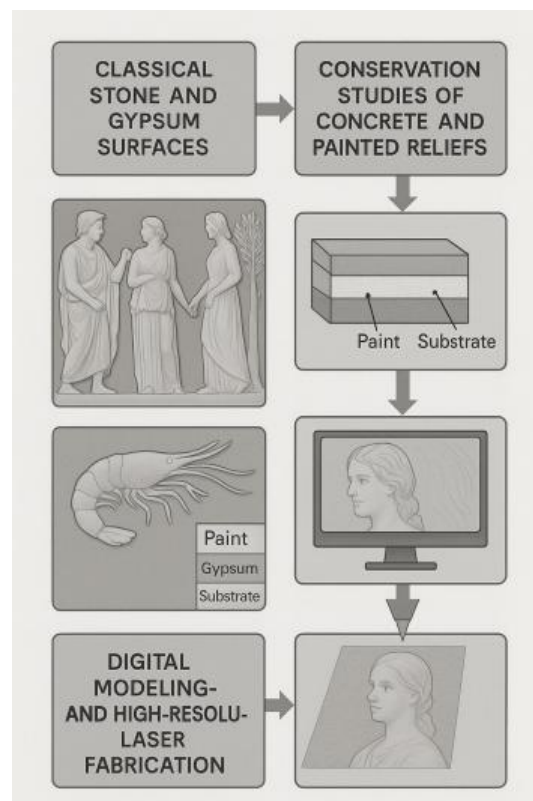 CLASSICAL
STONE AND
GYPSUM
SURFACES
CONSERVATION
STUDIES OF
CONCRETE AND
PAINTED RELIEFS
Paint Substrate
Paint
Gypsum
Substrate
DIGITAL
MODELING-
AND HIGH-RESOLU-
LASER
FABRICATION